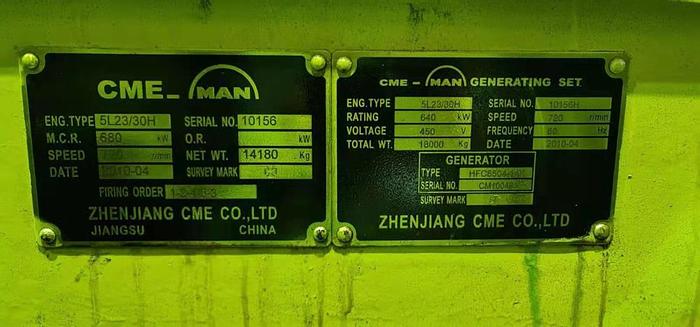 CME- MAN
ENG.TYPE 5L23/30H SERIAL NO. 10156
M.C.R. 680 kW O.R. kW
SPEED 720 r/min NET WT. 14180 Kg
DATE 2010-04 SURVEY MARK
FIRING ORDER
ZHENJIANG CME CO.,LTD
JIANGSU CHINA
CME - MAN GENERATING SET
ENG.TYPE 5L23/30H SERIAL NO. 10156H
RATING 640 kW SPEED 720 r/min
VOLTAGE 450 V FREQUENCY 60 Hz
TOTAL WT. 18000 Kg DATE 2010-04
GENERATOR
TYPE
SERIAL NO.
SURVEY MARK
ZHENJIANG CME CO.,LTD